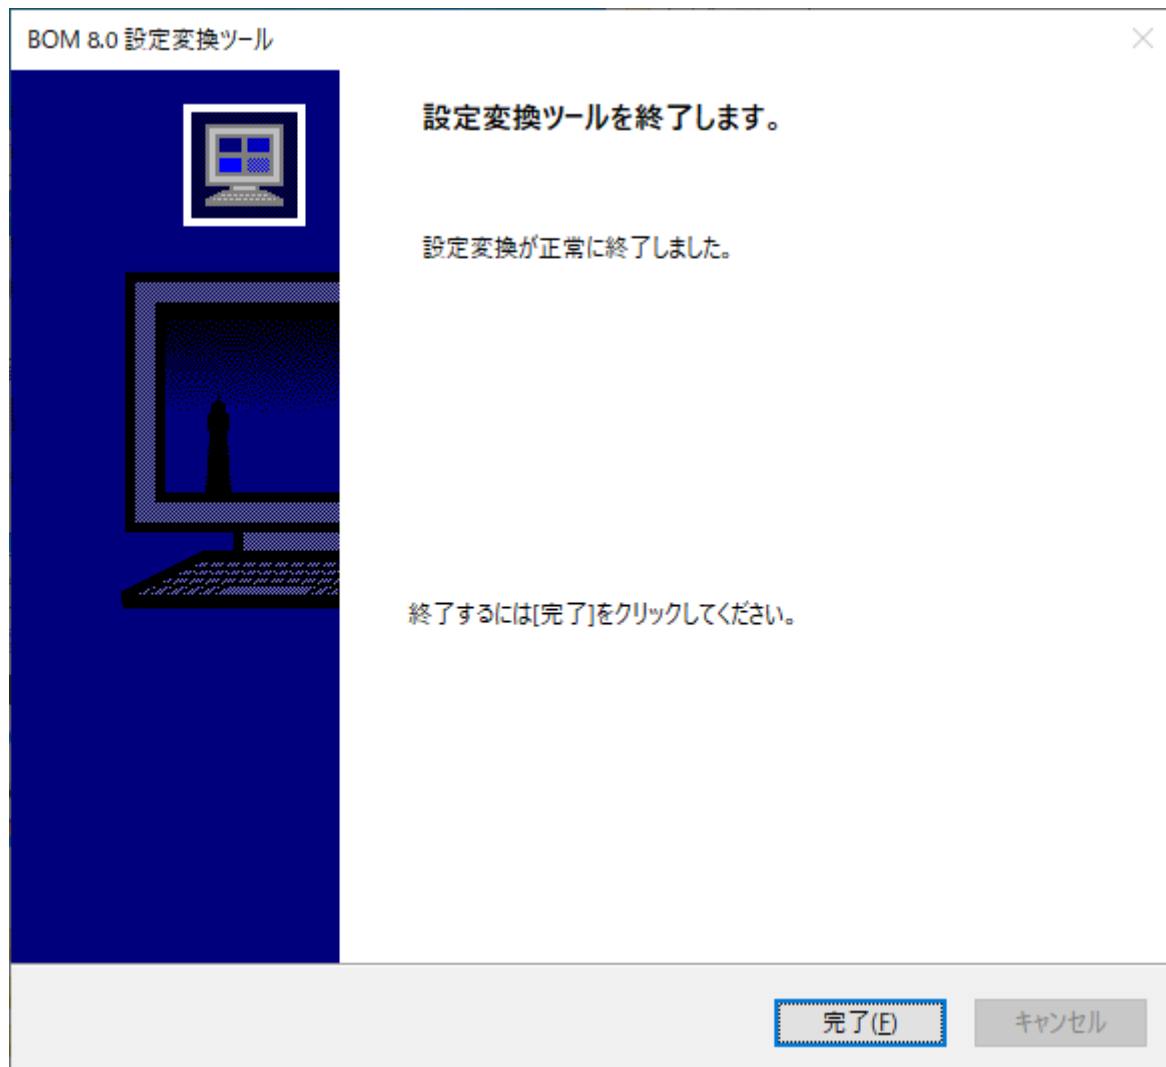 BOM 8.0 設定変換ツール
設定変換ツールを終了します。
設定変換が正常に終了しました。
終了するには[完了]をクリックしてください。
完了(F)
キャンセル